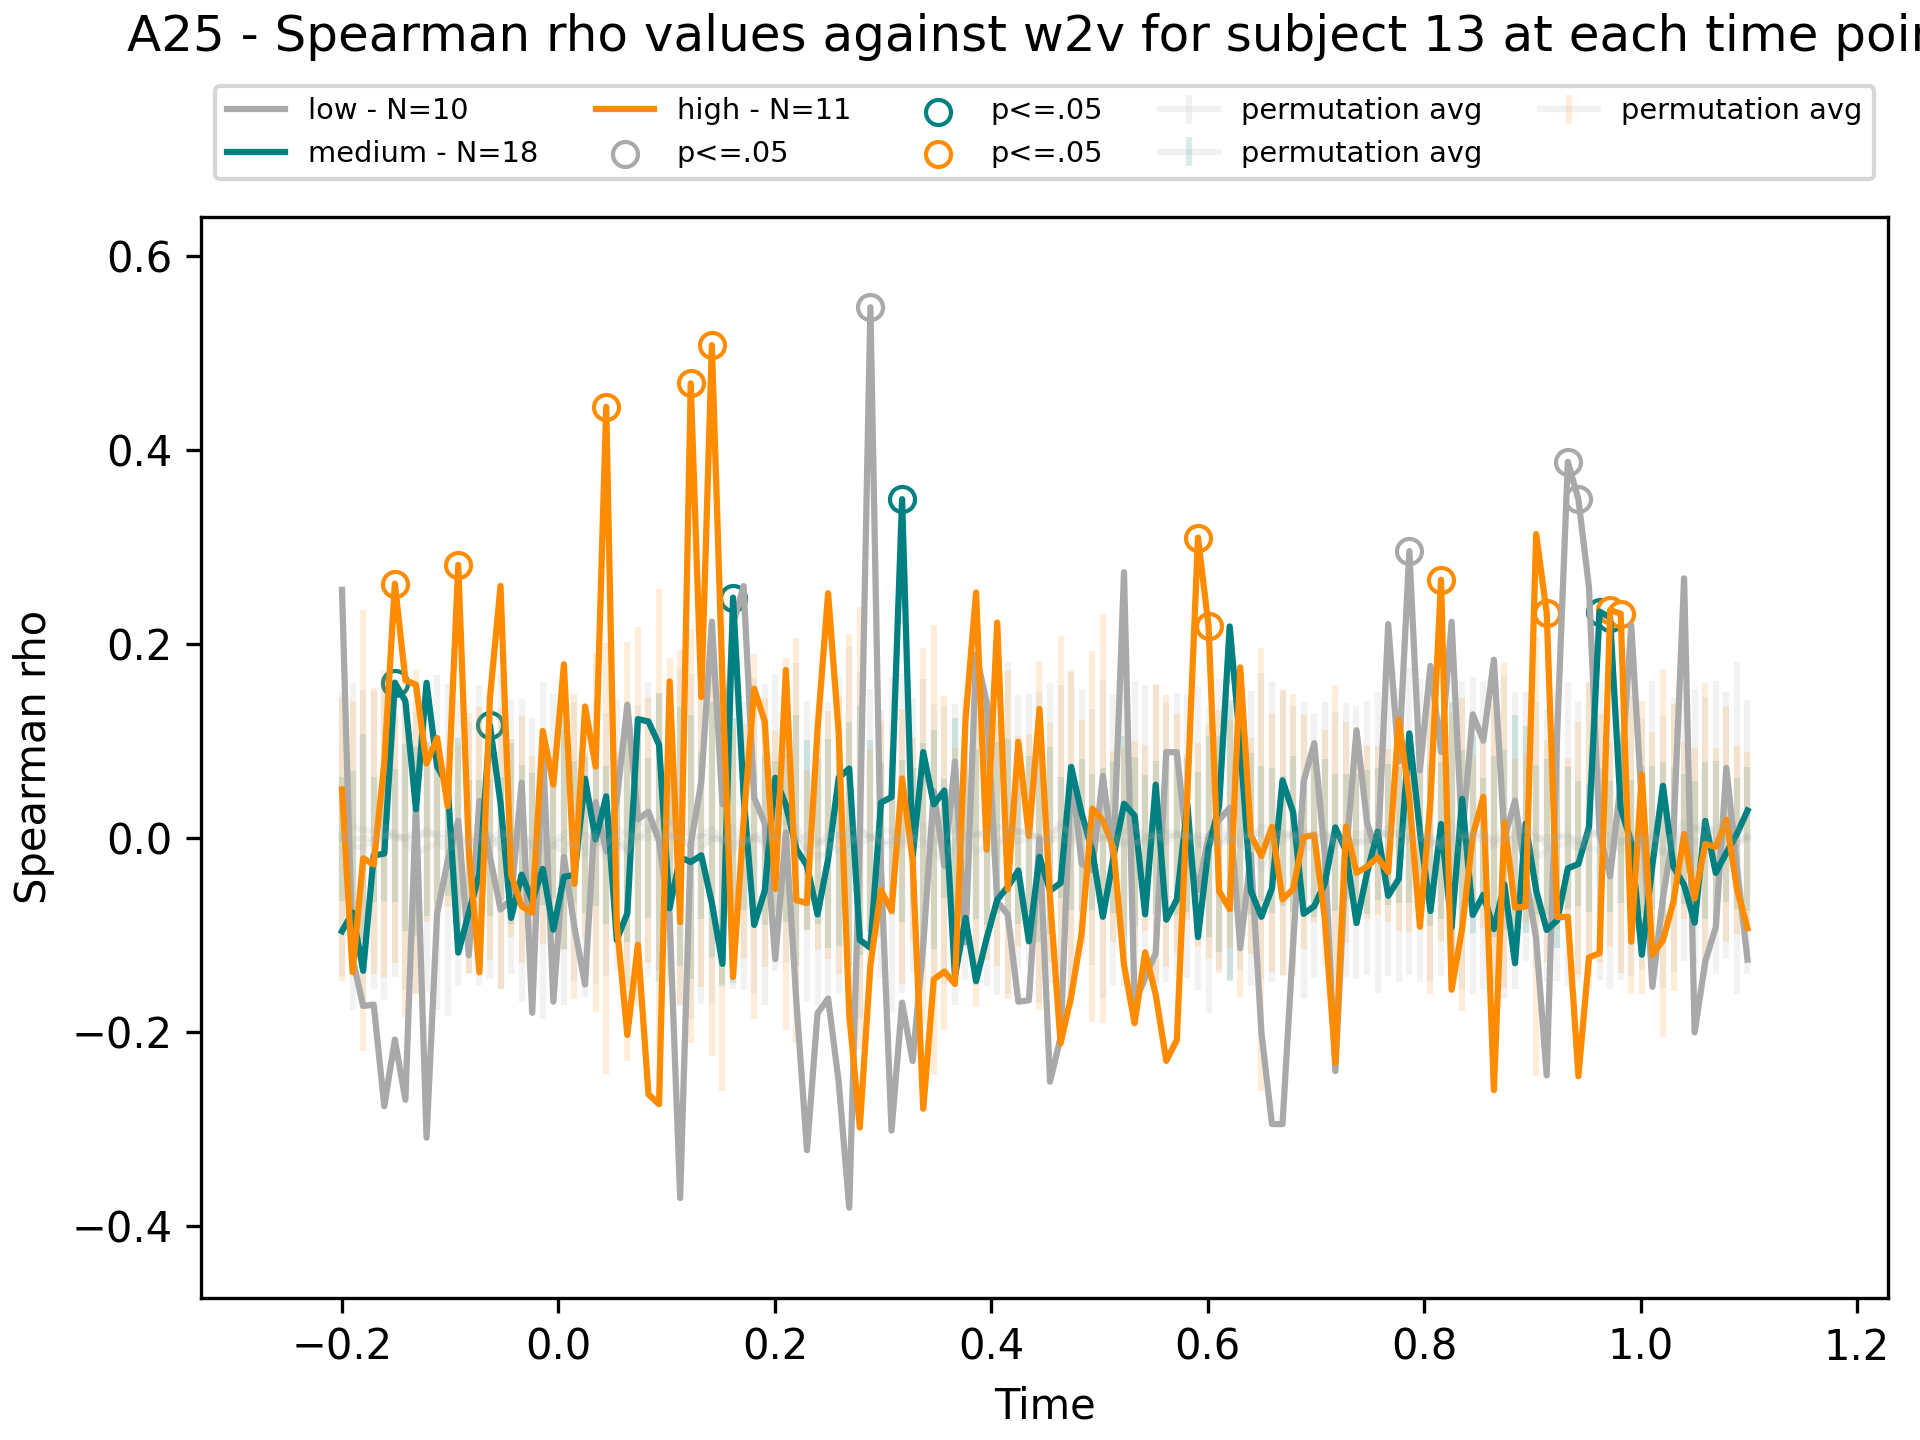 A25 - Spearman rho values against w2v for subject 13 at each time poi
low - N=10
medium - N=18
high - N=11
p<=.05
p<=.05
p<=.05
permutation avg
permutation avg
permutation avg
Spearman rho
0.6
0.4
0.2
0.0
−0.2
−0.4
−0.2 0.0 0.2 0.4 0.6 0.8 1.0 1.2
Time